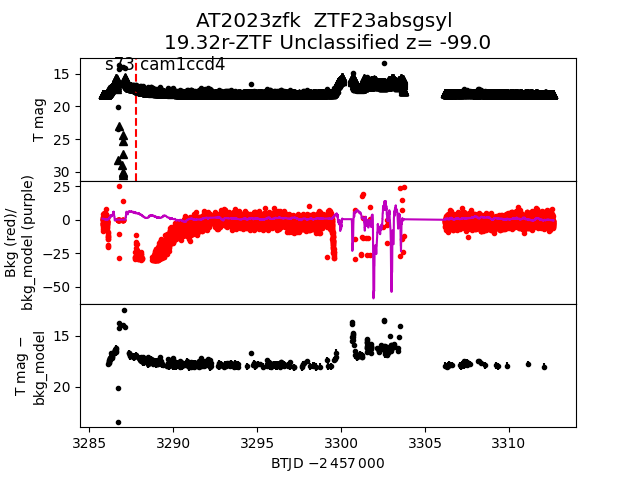 AT2023zfk  ZTF23absgsyl
19.32r-ZTF Unclassified z= -99.0
s73 cam1ccd4
15
20
25
30
T mag
25
0
−25
−50
Bkg (red)/
bkg_model (purple)
15
20
T mag −
bkg_model
3285
3290
3295
3300
3305
3310
BTJD −2 457 000